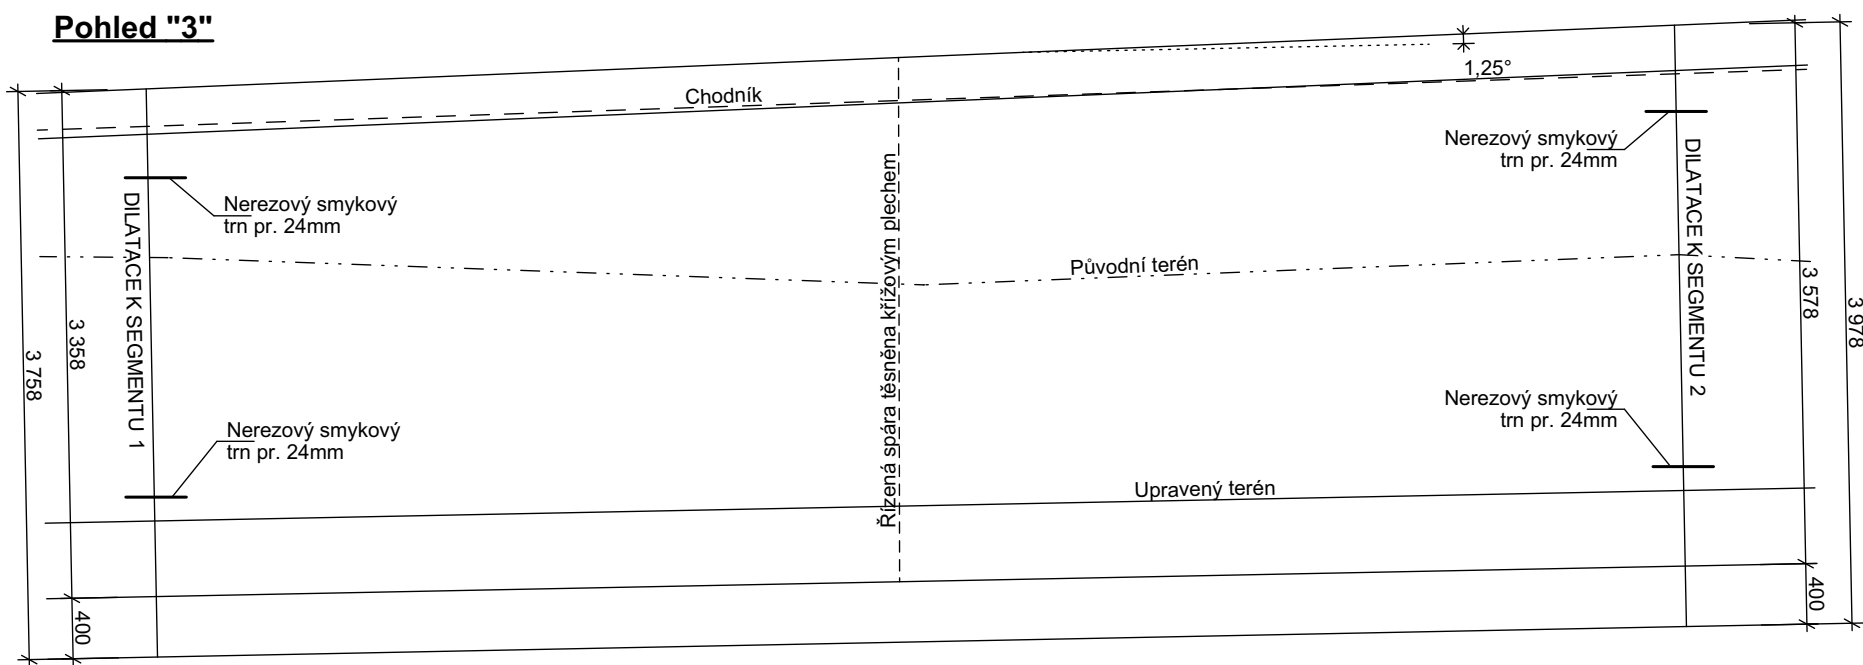 Pohled "3"
1,25°
Chodník
Nerezový smykový
trn pr. 24mm
Nerezový smykový
trn pr. 24mm
DILATACE K SEGMENTU 1
Řízená spára těsněna křížovým plechem
DILATACE K SEGMENTU 2
Původní terén
3 758
3 358
3 578
3 978
Nerezový smykový
trn pr. 24mm
Nerezový smykový
trn pr. 24mm
Upravený terén
400
400